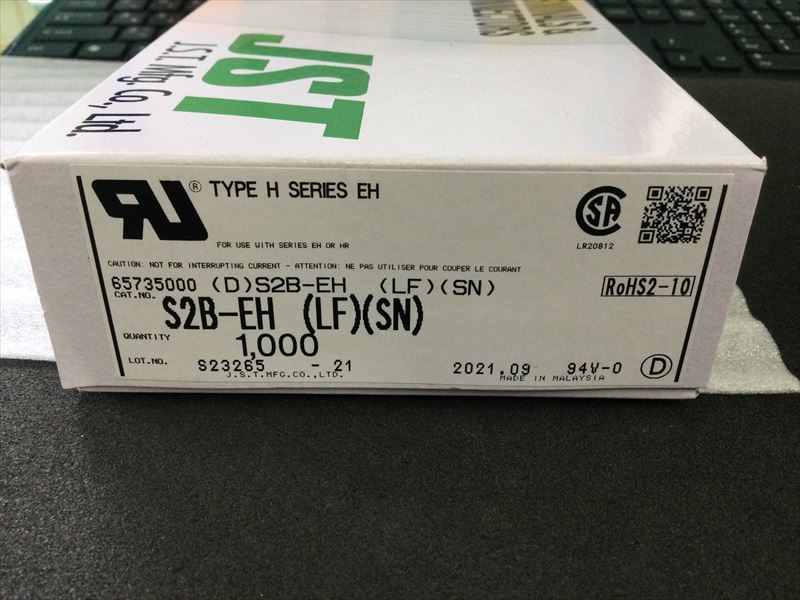 JST
J.S.T. Mfg. Co., Ltd.
® TYPE H SERIES EH
FOR USE WITH SERIES EH OR HR
CAUTION: NOT FOR INTERRUPTING CURRENT - ATTENTION: NE PAS UTILISER POUR COUPER LE COURANT
LR20812
65735000 (D)S2B-EH (LF)(SN)
RoHS2-10
CAT.NO. S2B-EH (LF)(SN)
QUANTITY 1,000
LOT.NO. S23265 - 21 2021.09 94V-0 D
J.S.T.MFG.CO.,LTD. MADE IN MALAYSIA